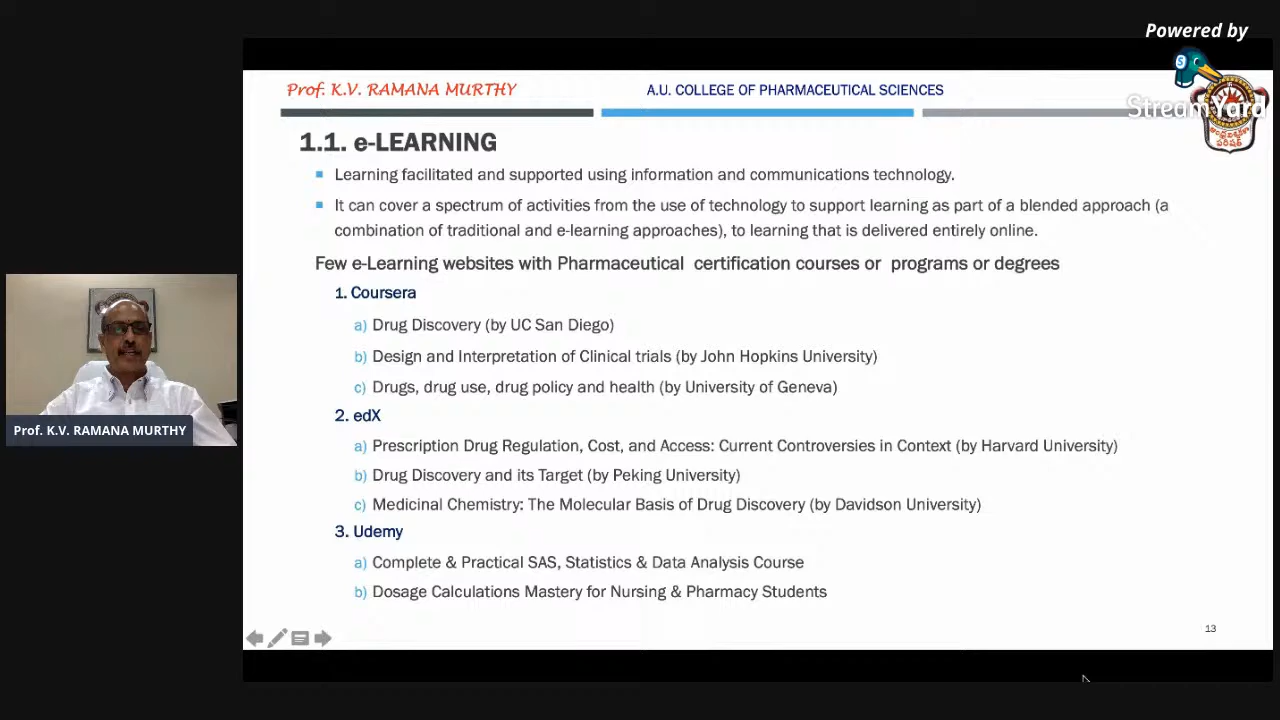 Powered by
StreamYard
S
Prof. K.V. RAMANA MURTHY
A.U. COLLEGE OF PHARMACEUTICAL SCIENCES
1.1. e-LEARNING
Learning facilitated and supported using information and communications technology.
It can cover a spectrum of activities from the use of technology to support learning as part of a blended approach (a
combination of traditional and e-learning approaches), to learning that is delivered entirely online.
Few e-Learning websites with Pharmaceutical certification courses or programs or degrees
1. Coursera
a) Drug Discovery (by UC San Diego)
b) Design and Interpretation of Clinical trials (by John Hopkins University)
c) Drugs, drug use, drug policy and health (by University of Geneva)
2. edX
a) Prescription Drug Regulation, Cost, and Access: Current Controversies in Context (by Harvard University)
b) Drug Discovery and its Target (by Peking University)
c) Medicinal Chemistry: The Molecular Basis of Drug Discovery (by Davidson University)
3. Udemy
a) Complete & Practical SAS, Statistics & Data Analysis Course
b) Dosage Calculations Mastery for Nursing & Pharmacy Students
13
Prof. K.V. RAMANA MURTHY